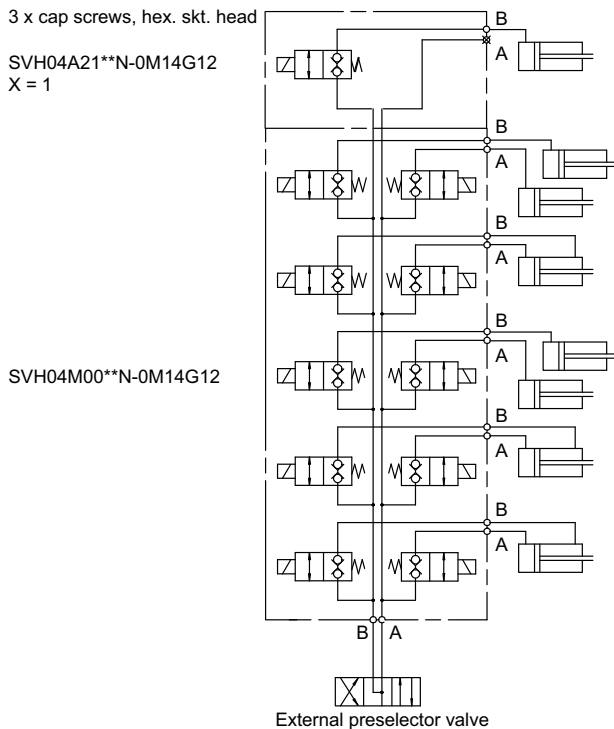 3 x cap screws, hex. skt. head
SVH04A21**N-0M14G12
X = 1
B
A
B
A
B
A
B
A
SVH04M00**N-0M14G12
B
A
B
A
B A
External preselector valve